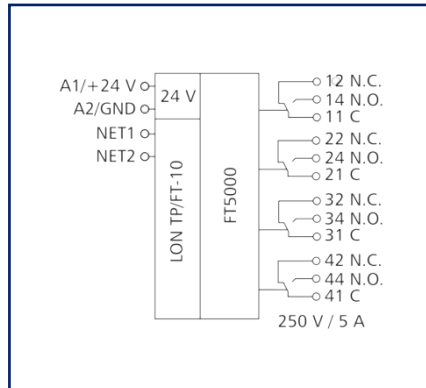 A1/+24 V
A2/GND
NET1
NET2
24 V
LON TP/FT-10
FT5000
12 N.C.
14 N.O.
11 C
22 N.C.
24 N.O.
21 C
32 N.C.
34 N.O.
31 C
42 N.C.
44 N.O.
41 C
250 V / 5 A